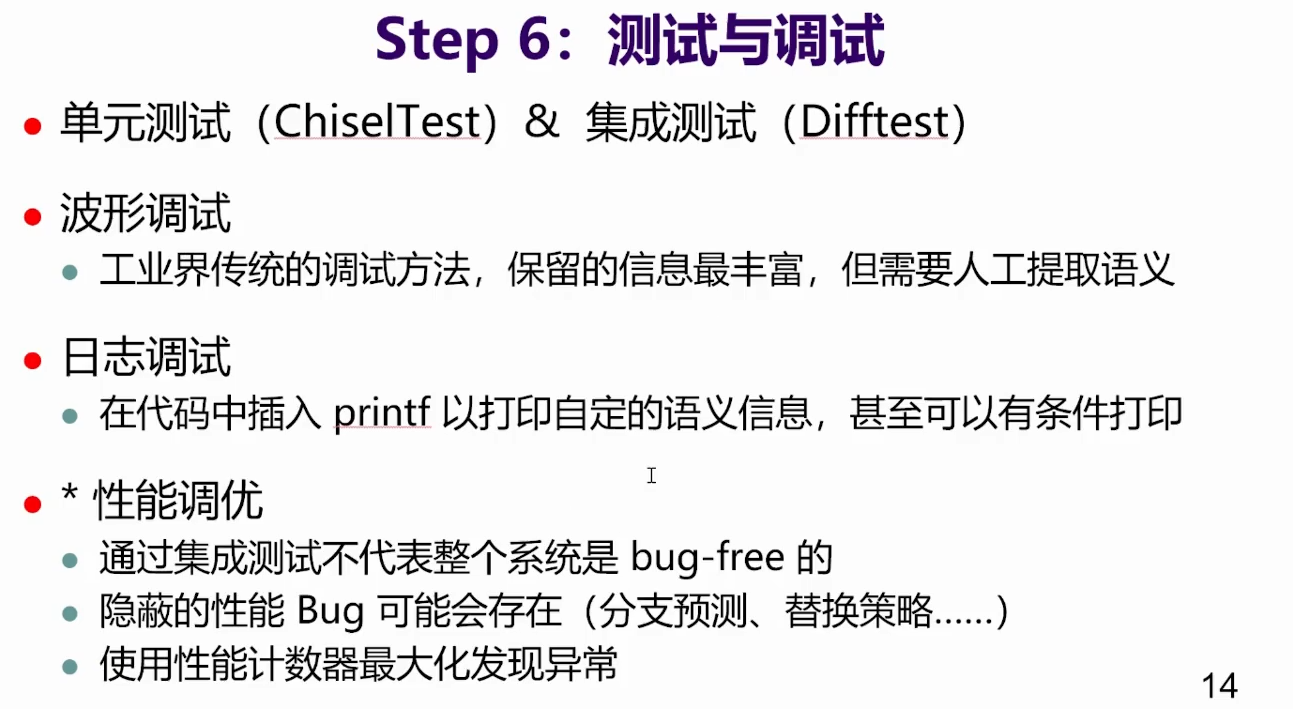 Step 6：测试与调试
单元测试（ChiselTest）& 集成测试（Difftest）
波形调试
工业界传统的调试方法，保留的信息最丰富，但需要人工提取语义
日志调试
在代码中插入 printf 以打印自定的语义信息，甚至可以有条件打印
* 性能调优
通过集成测试不代表整个系统是 bug-free 的
隐蔽的性能 Bug 可能会存在（分支预测、替换策略……）
使用性能计数器最大化发现异常
14